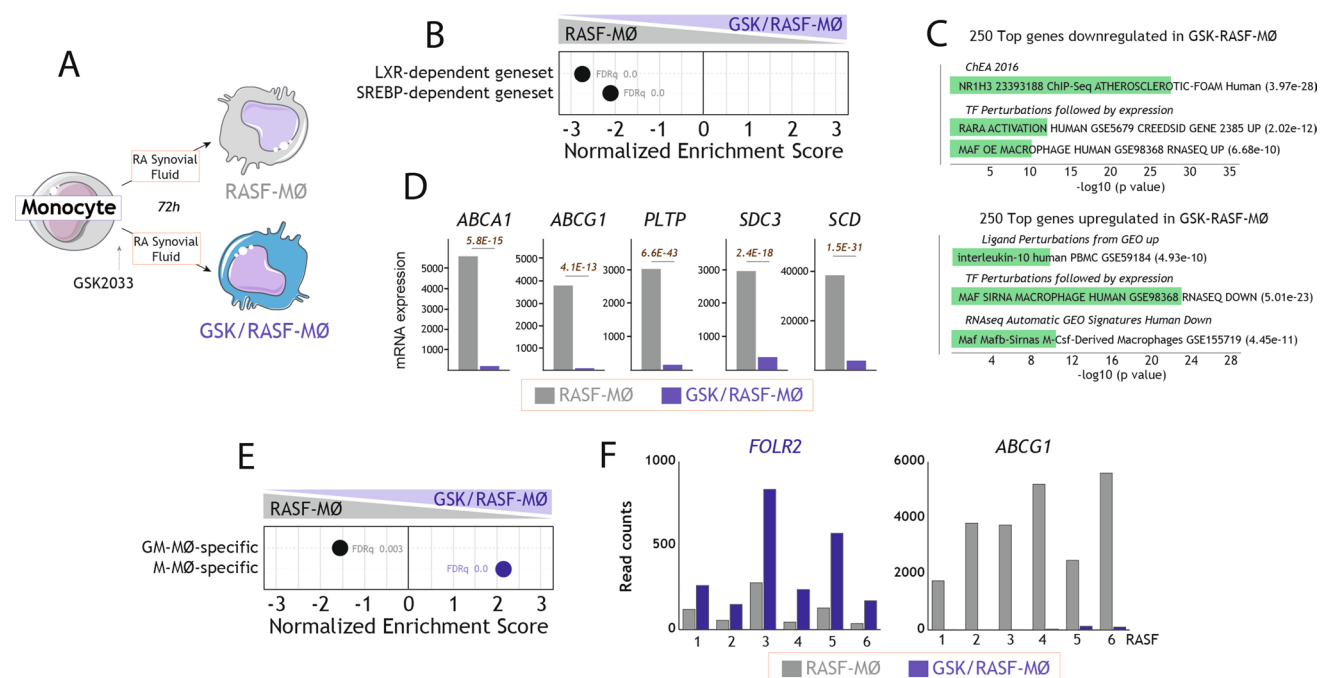 A
RA Synovial
Fluid
RASF-MØ
Monocyte
72h
RA Synovial
Fluid
GSK2033
GSK/RASF-MØ
B
RASF-MØ
GSK/RASF-MØ
LXR-dependent geneset
FDRq 0.0
SREBP-dependent geneset
FDRq 0.0
-3 -2 -1 0 1 2 3
Normalized Enrichment Score
C
250 Top genes downregulated in GSK-RASF-MØ
ChEA 2016
NR1H3 23393188 ChIP-Seq ATHEROSCLEROTIC-FOAM Human (3.97e-28)
TF Perturbations followed by expression
RARA ACTIVATION HUMAN GSE5679 CREEDSID GENE 2385 UP (2.02e-12)
MAF OE MACROPHAGE HUMAN GSE98368 RNASEQ UP (6.68e-10)
5 10 15 20 25 30 35
-log10 (p value)
250 Top genes upregulated in GSK-RASF-MØ
Ligand Perturbations from GEO up
interleukin-10 human PBMC GSE59184 (4.93e-10)
TF Perturbations followed by expression
MAF SIRNA MACROPHAGE HUMAN GSE98368 RNASEQ DOWN (5.01e-23)
RNAseq Automatic GEO Signatures Human Down
Maf Mafb-Sirnas M-Csf-Derived Macrophages GSE155719 (4.45e-11)
4 8 12 16 20 24 28
-log10 (p value)
D
mRNA expression
ABCA1
5.8E-15
5000
4000
3000
2000
1000
ABCG1
4.1E-13
5000
4000
3000
2000
1000
PLTP
6.6E-43
3000
2000
1000
SDC3
2.4E-18
3000
2000
1000
SCD
1.5E-31
40000
20000
RASF-MØ
GSK/RASF-MØ
E
RASF-MØ
GSK/RASF-MØ
GM-MØ-specific
FDRq 0.003
M-MØ-specific
FDRq 0.0
-3 -2 -1 0 1 2 3
Normalized Enrichment Score
F
FOLR2
Read counts
1000
500
0
1 2 3 4 5 6
ABCG1
6000
4000
2000
0
1 2 3 4 5 6 RASF
RASF-MØ
GSK/RASF-MØ